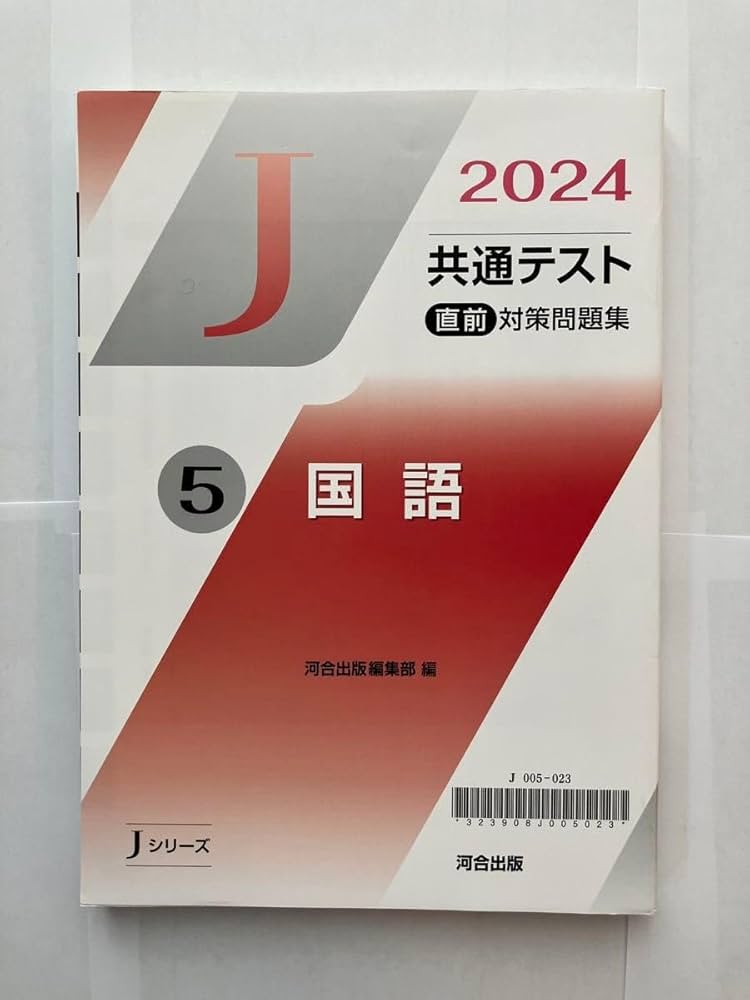 J
2024
共通テスト
直前 対策問題集
5 国語
河合出版編集部 編
J 005-023
*323908J005023*
Jシリーズ
河合出版